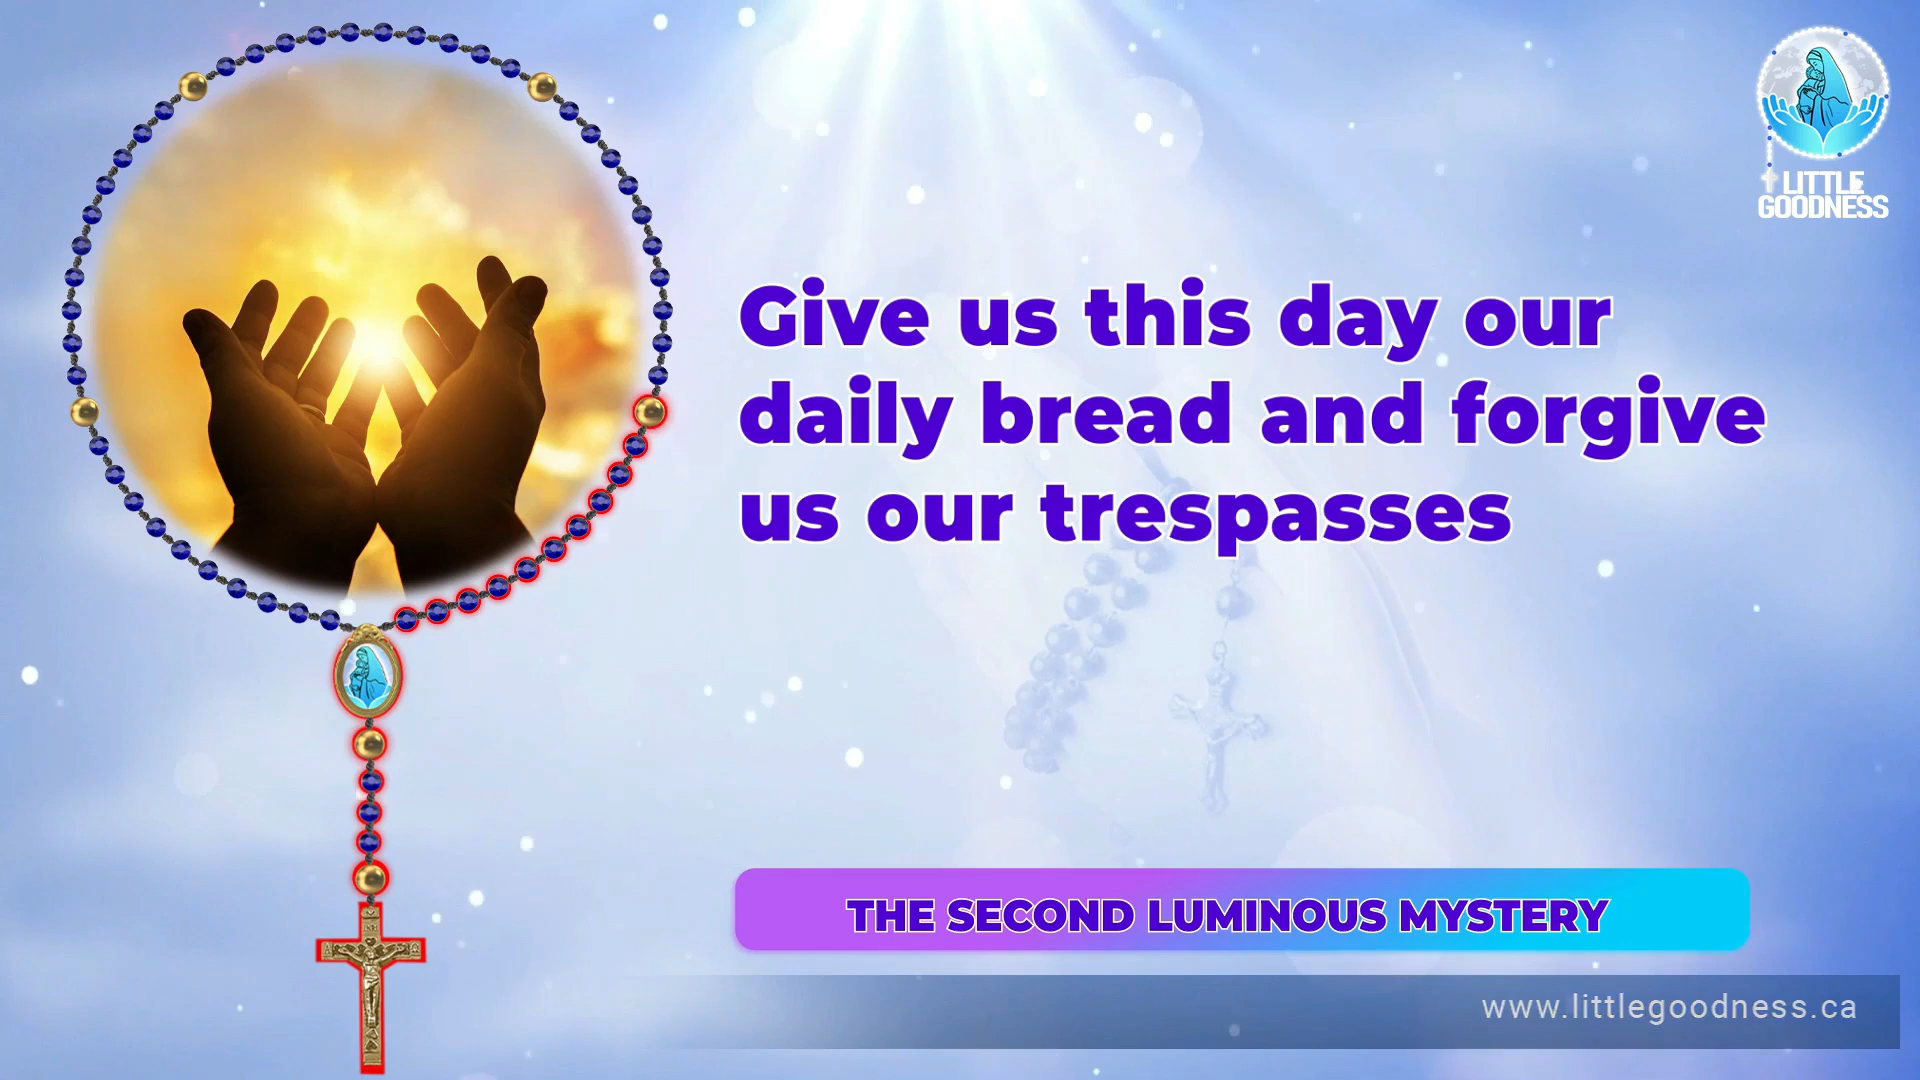 LITTLE
GOODNESS
Give us this day our
daily bread and forgive
us our trespasses
THE SECOND LUMINOUS MYSTERY
www.littlegoodness.ca